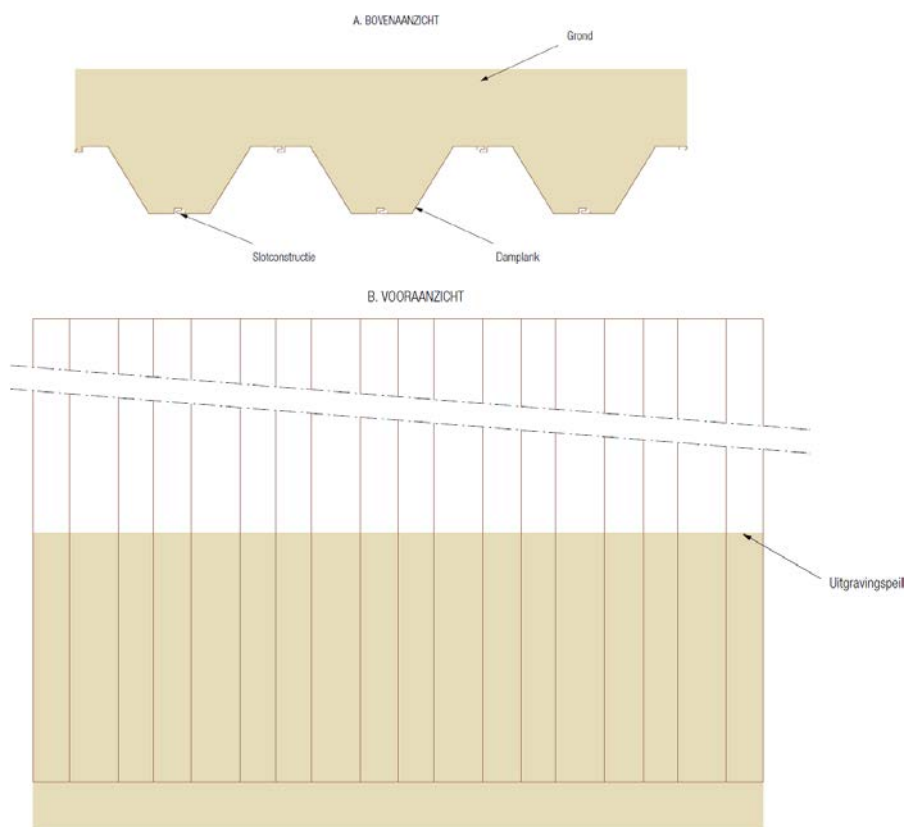 A. BOVENAANZICHT
Grond
Slotconstructie
Damplank
B. VOORAANZICHT
Uitgravingspeil